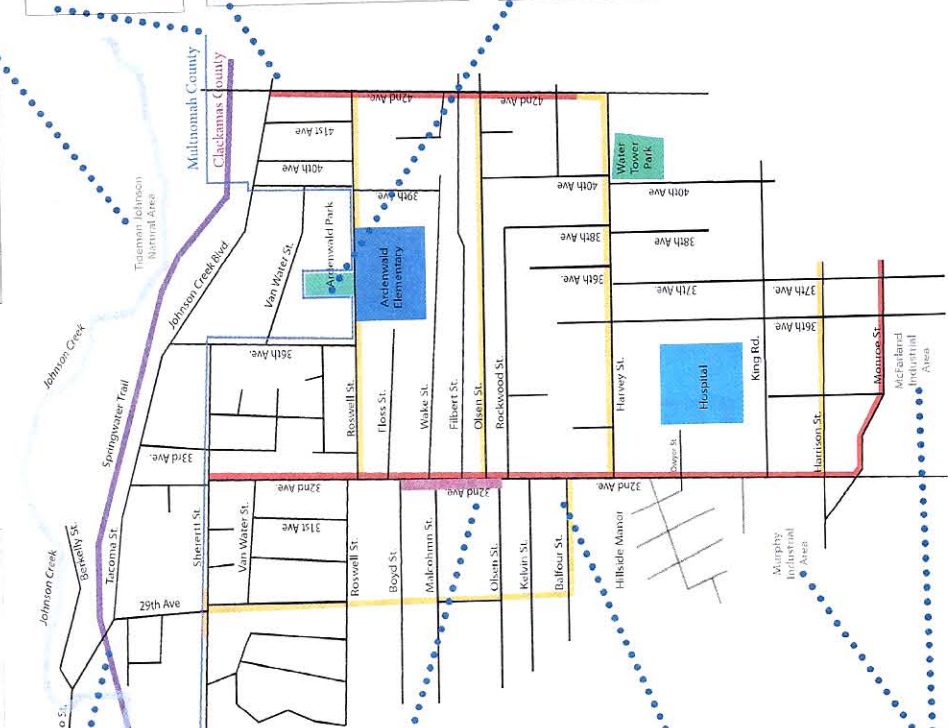 Multnomah County
Clackamas County
42nd Ave
42nd Ave
41st Ave
40th Ave
39th Ave
40th Ave
Water
Tower
Park
40th Ave
Tideman Johnson
Natural Area
Johnson Creek Blvd.
Van Water St.
Ardenwald Park
Ardenwald
Elementary
38th Ave
38th Ave
36th Ave
37th Ave
37th Ave.
36th Ave.
Johnson Creek
Springwater Trail
36th Ave.
Roswell St.
Floss St.
Wake St.
Filbert St.
Olsen St.
Rockwood St.
Harvey St.
Hospital
King Rd.
Harrison St.
Monroe St.
McFarland
Industrial
Area
33rd Ave.
32nd Ave
32nd Ave
32nd Ave
Dwyer St
Johnson Creek
Berkelly St.
Tacoma St.
Sherertt St.
Van Water St.
31st Ave
Roswell St.
Boyd St.
Malcohmn St.
Olsen St.
Kelvin St.
Balfour St.
Hillside Manor
Murphy
Industrial
Area
29th Ave
o St.